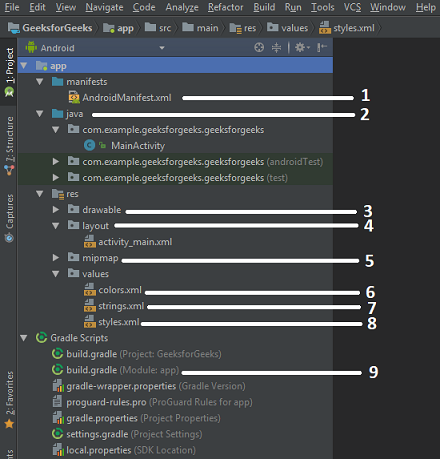 File Edit View Navigate Code Analyze Refactor Build Run Tools VCS Window Help
GeeksforGeeks app src main res values styles.xml
Android
app
manifests
AndroidManifest.xml 1
java 2
com.example.geeksforgeeks.geeksforgeeks
MainActivity
com.example.geeksforgeeks.geeksforgeeks (androidTest)
com.example.geeksforgeeks.geeksforgeeks (test)
res
drawable 3
layout 4
activity_main.xml
mipmap 5
values
colors.xml 6
strings.xml 7
styles.xml 8
Gradle Scripts
build.gradle (Project: GeeksforGeeks)
build.gradle (Module: app) 9
gradle-wrapper.properties (Gradle Version)
proguard-rules.pro (ProGuard Rules for app)
gradle.properties (Project Properties)
settings.gradle (Project Settings)
local.properties (SDK Location)
1: Project
7: Structure
Captures
2: Favorites